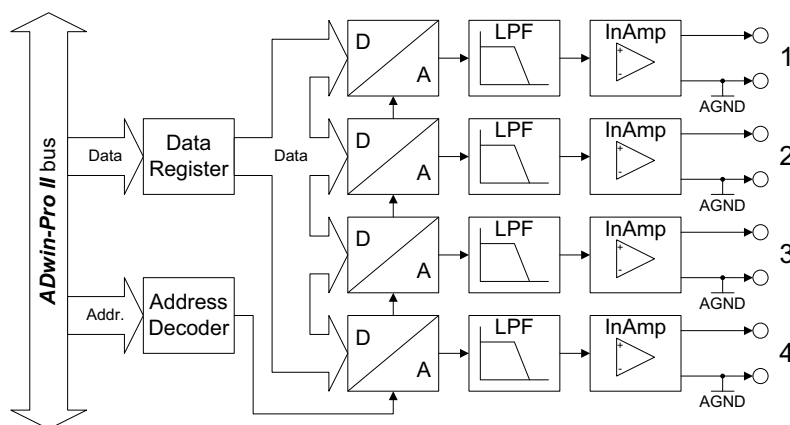 ADwin-Pro II bus
Data
Data
Register
Data
Addr.
Address
Decoder
D
A
LPF
InAmp
+
-
AGND
1
D
A
LPF
InAmp
+
-
AGND
2
D
A
LPF
InAmp
+
-
AGND
3
D
A
LPF
InAmp
+
-
AGND
4